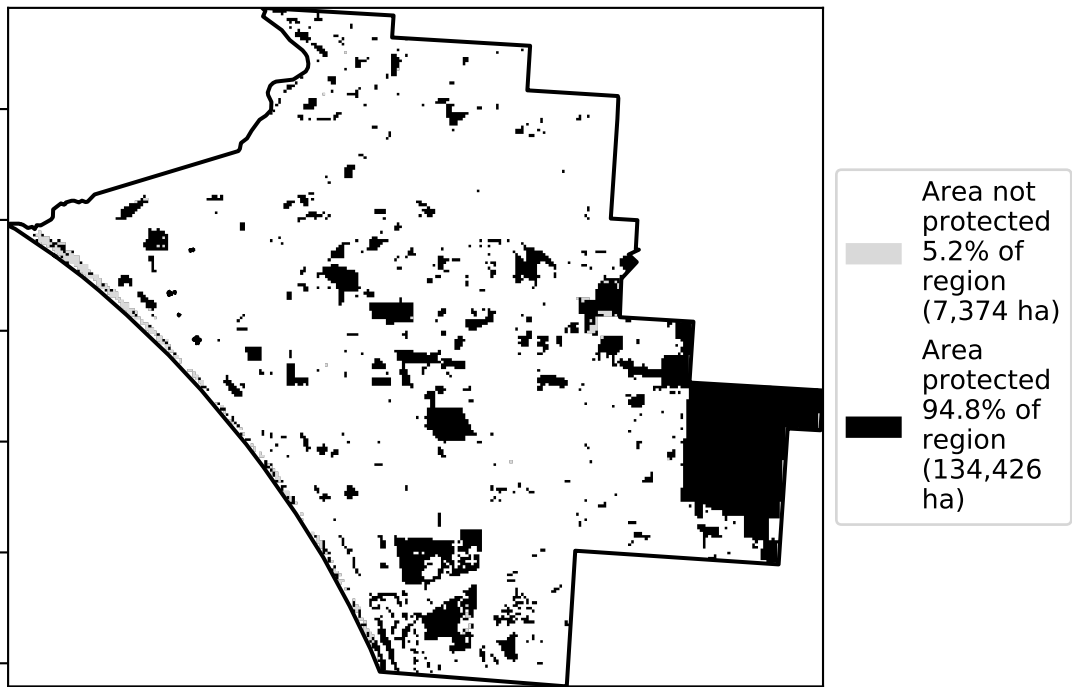 Area not
protected
5.2% of
region
(7,374 ha)
Area
protected
94.8% of
region
(134,426
ha)